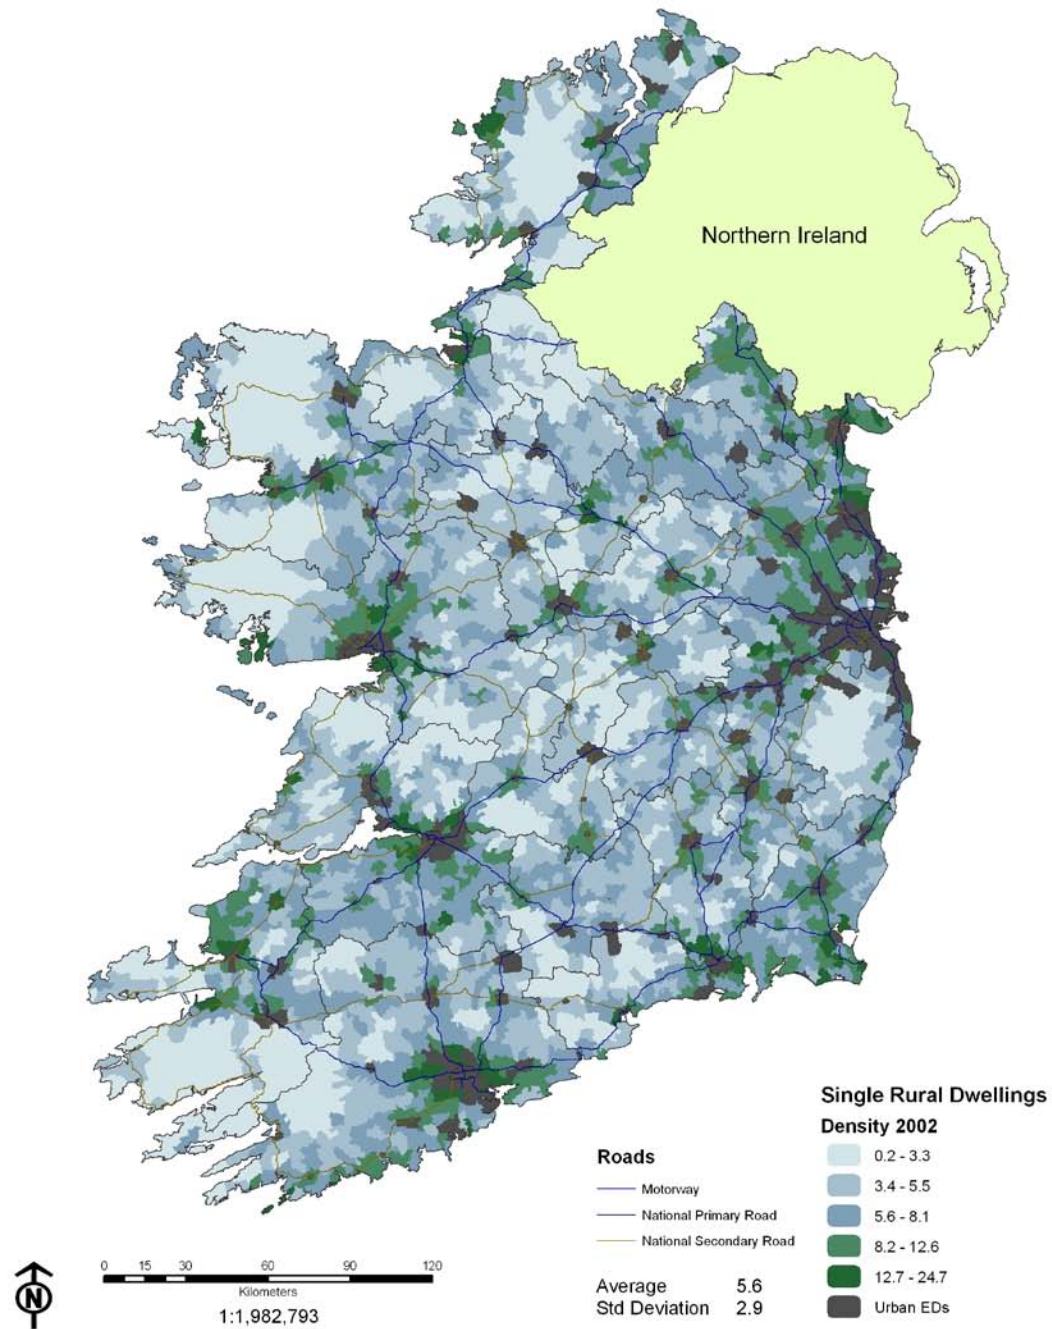 Northern Ireland
Single Rural Dwellings
Density 2002
0.2 - 3.3
3.4 - 5.5
5.6 - 8.1
8.2 - 12.6
12.7 - 24.7
Urban EDs
Roads
Motorway
National Primary Road
National Secondary Road
Average 5.6
Std Deviation 2.9
N
0 15 30 60 90 120
Kilometers
1:1,982,793